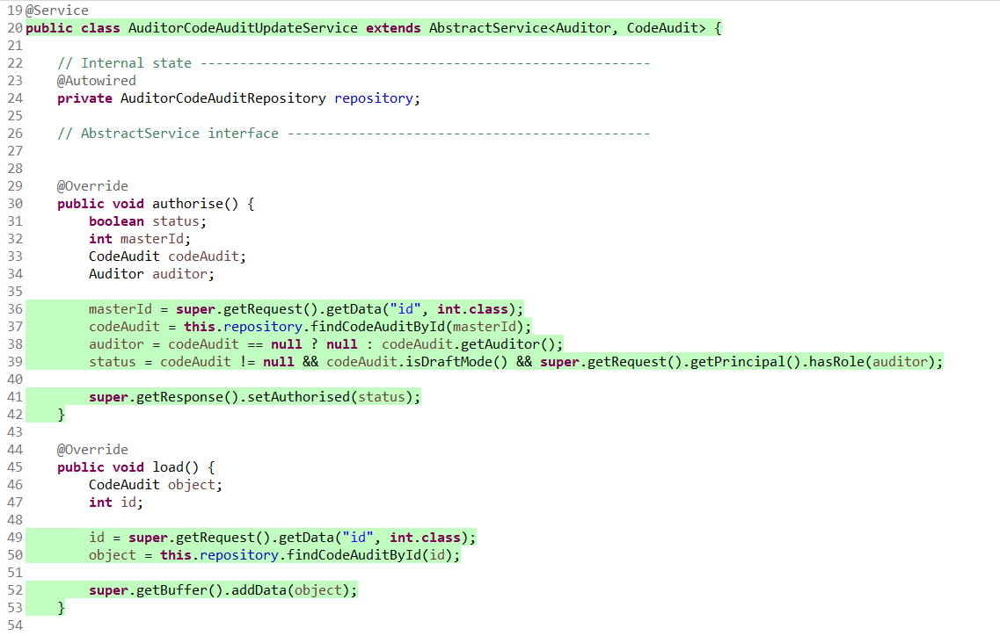 19 @Service
20 public class AuditorCodeAuditUpdateService extends AbstractService<Auditor, CodeAudit> {
21
22     // Internal state ---------------------------------------------------------
23     @Autowired
24     private AuditorCodeAuditRepository repository;
25
26     // AbstractService interface ----------------------------------------------
27
28
29     @Override
30     public void authorise() {
31         boolean status;
32         int masterId;
33         CodeAudit codeAudit;
34         Auditor auditor;
35
36         masterId = super.getRequest().getData("id", int.class);
37         codeAudit = this.repository.findCodeAuditById(masterId);
38         auditor = codeAudit == null ? null : codeAudit.getAuditor();
39         status = codeAudit != null && codeAudit.isDraftMode() && super.getRequest().getPrincipal().hasRole(auditor);
40
41         super.getResponse().setAuthorised(status);
42     }
43
44     @Override
45     public void load() {
46         CodeAudit object;
47         int id;
48
49         id = super.getRequest().getData("id", int.class);
50         object = this.repository.findCodeAuditById(id);
51
52         super.getBuffer().addData(object);
53     }
54